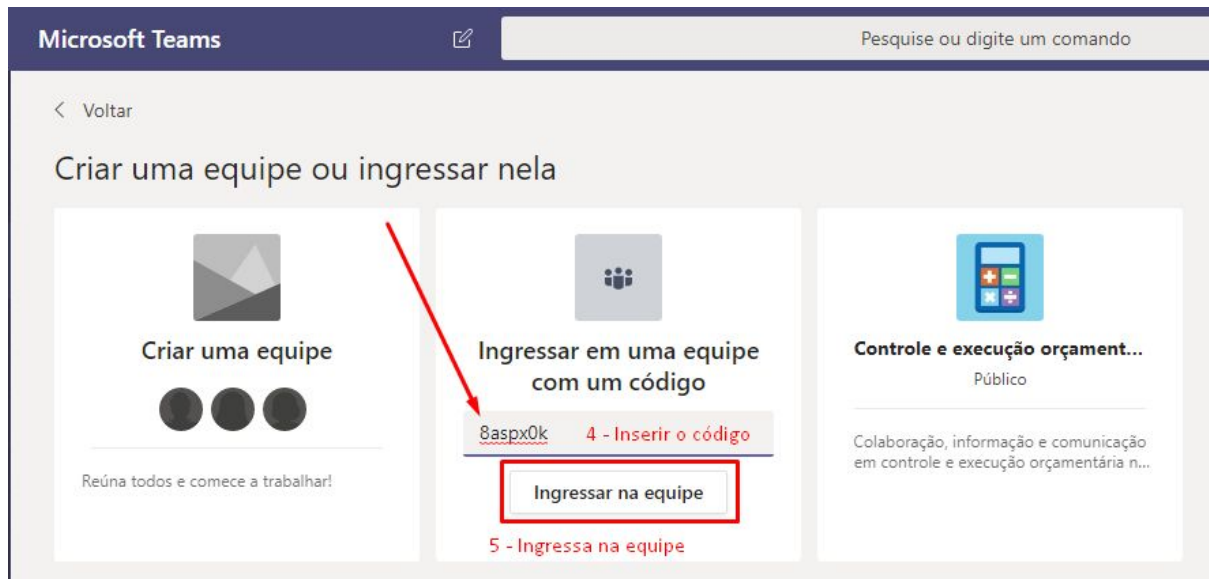 Microsoft Teams
Pesquise ou digite um comando
Voltar
Criar uma equipe ou ingressar nela
Criar uma equipe
Reúna todos e comece a trabalhar!
Ingressar em uma equipe
com um código
8aspx0k
4 - Inserir o código
Ingressar na equipe
5 - Ingressa na equipe
Controle e execução orçament...
Público
Colaboração, informação e comunicação
em controle e execução orçamentária n...